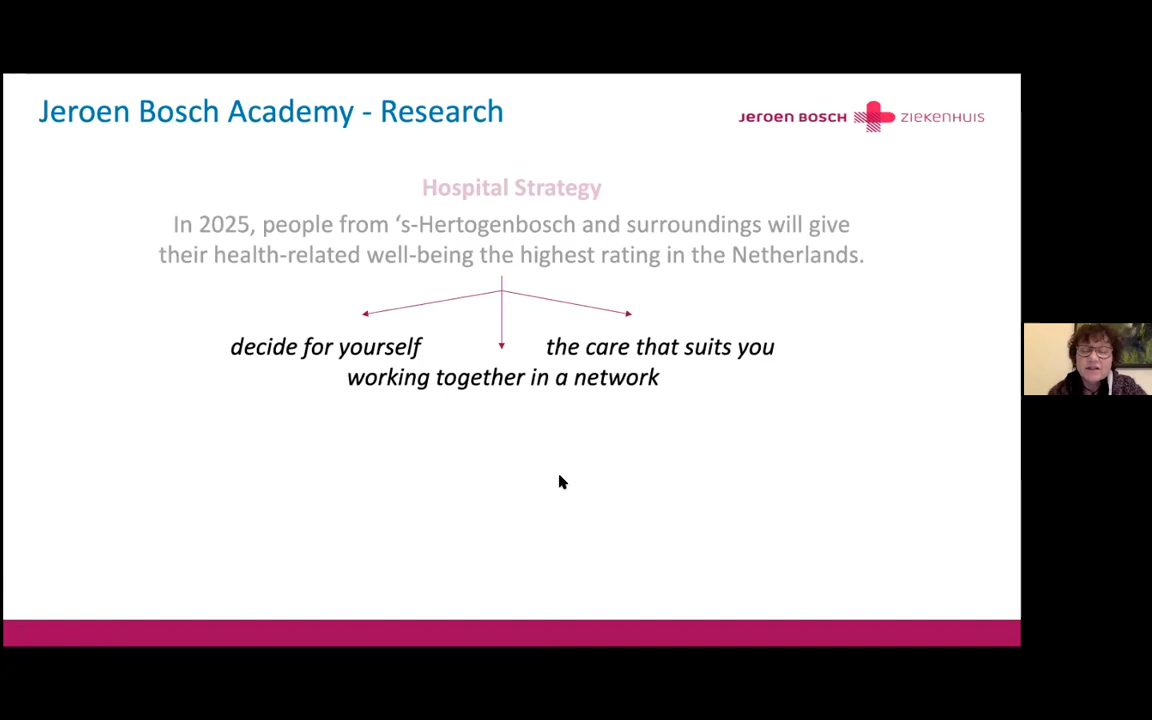 Jeroen Bosch Academy - Research
JEROEN BOSCH ZIEKENHUIS
Hospital Strategy
In 2025, people from ‘s-Hertogenbosch and surroundings will give
their health-related well-being the highest rating in the Netherlands.
decide for yourself
the care that suits you
working together in a network